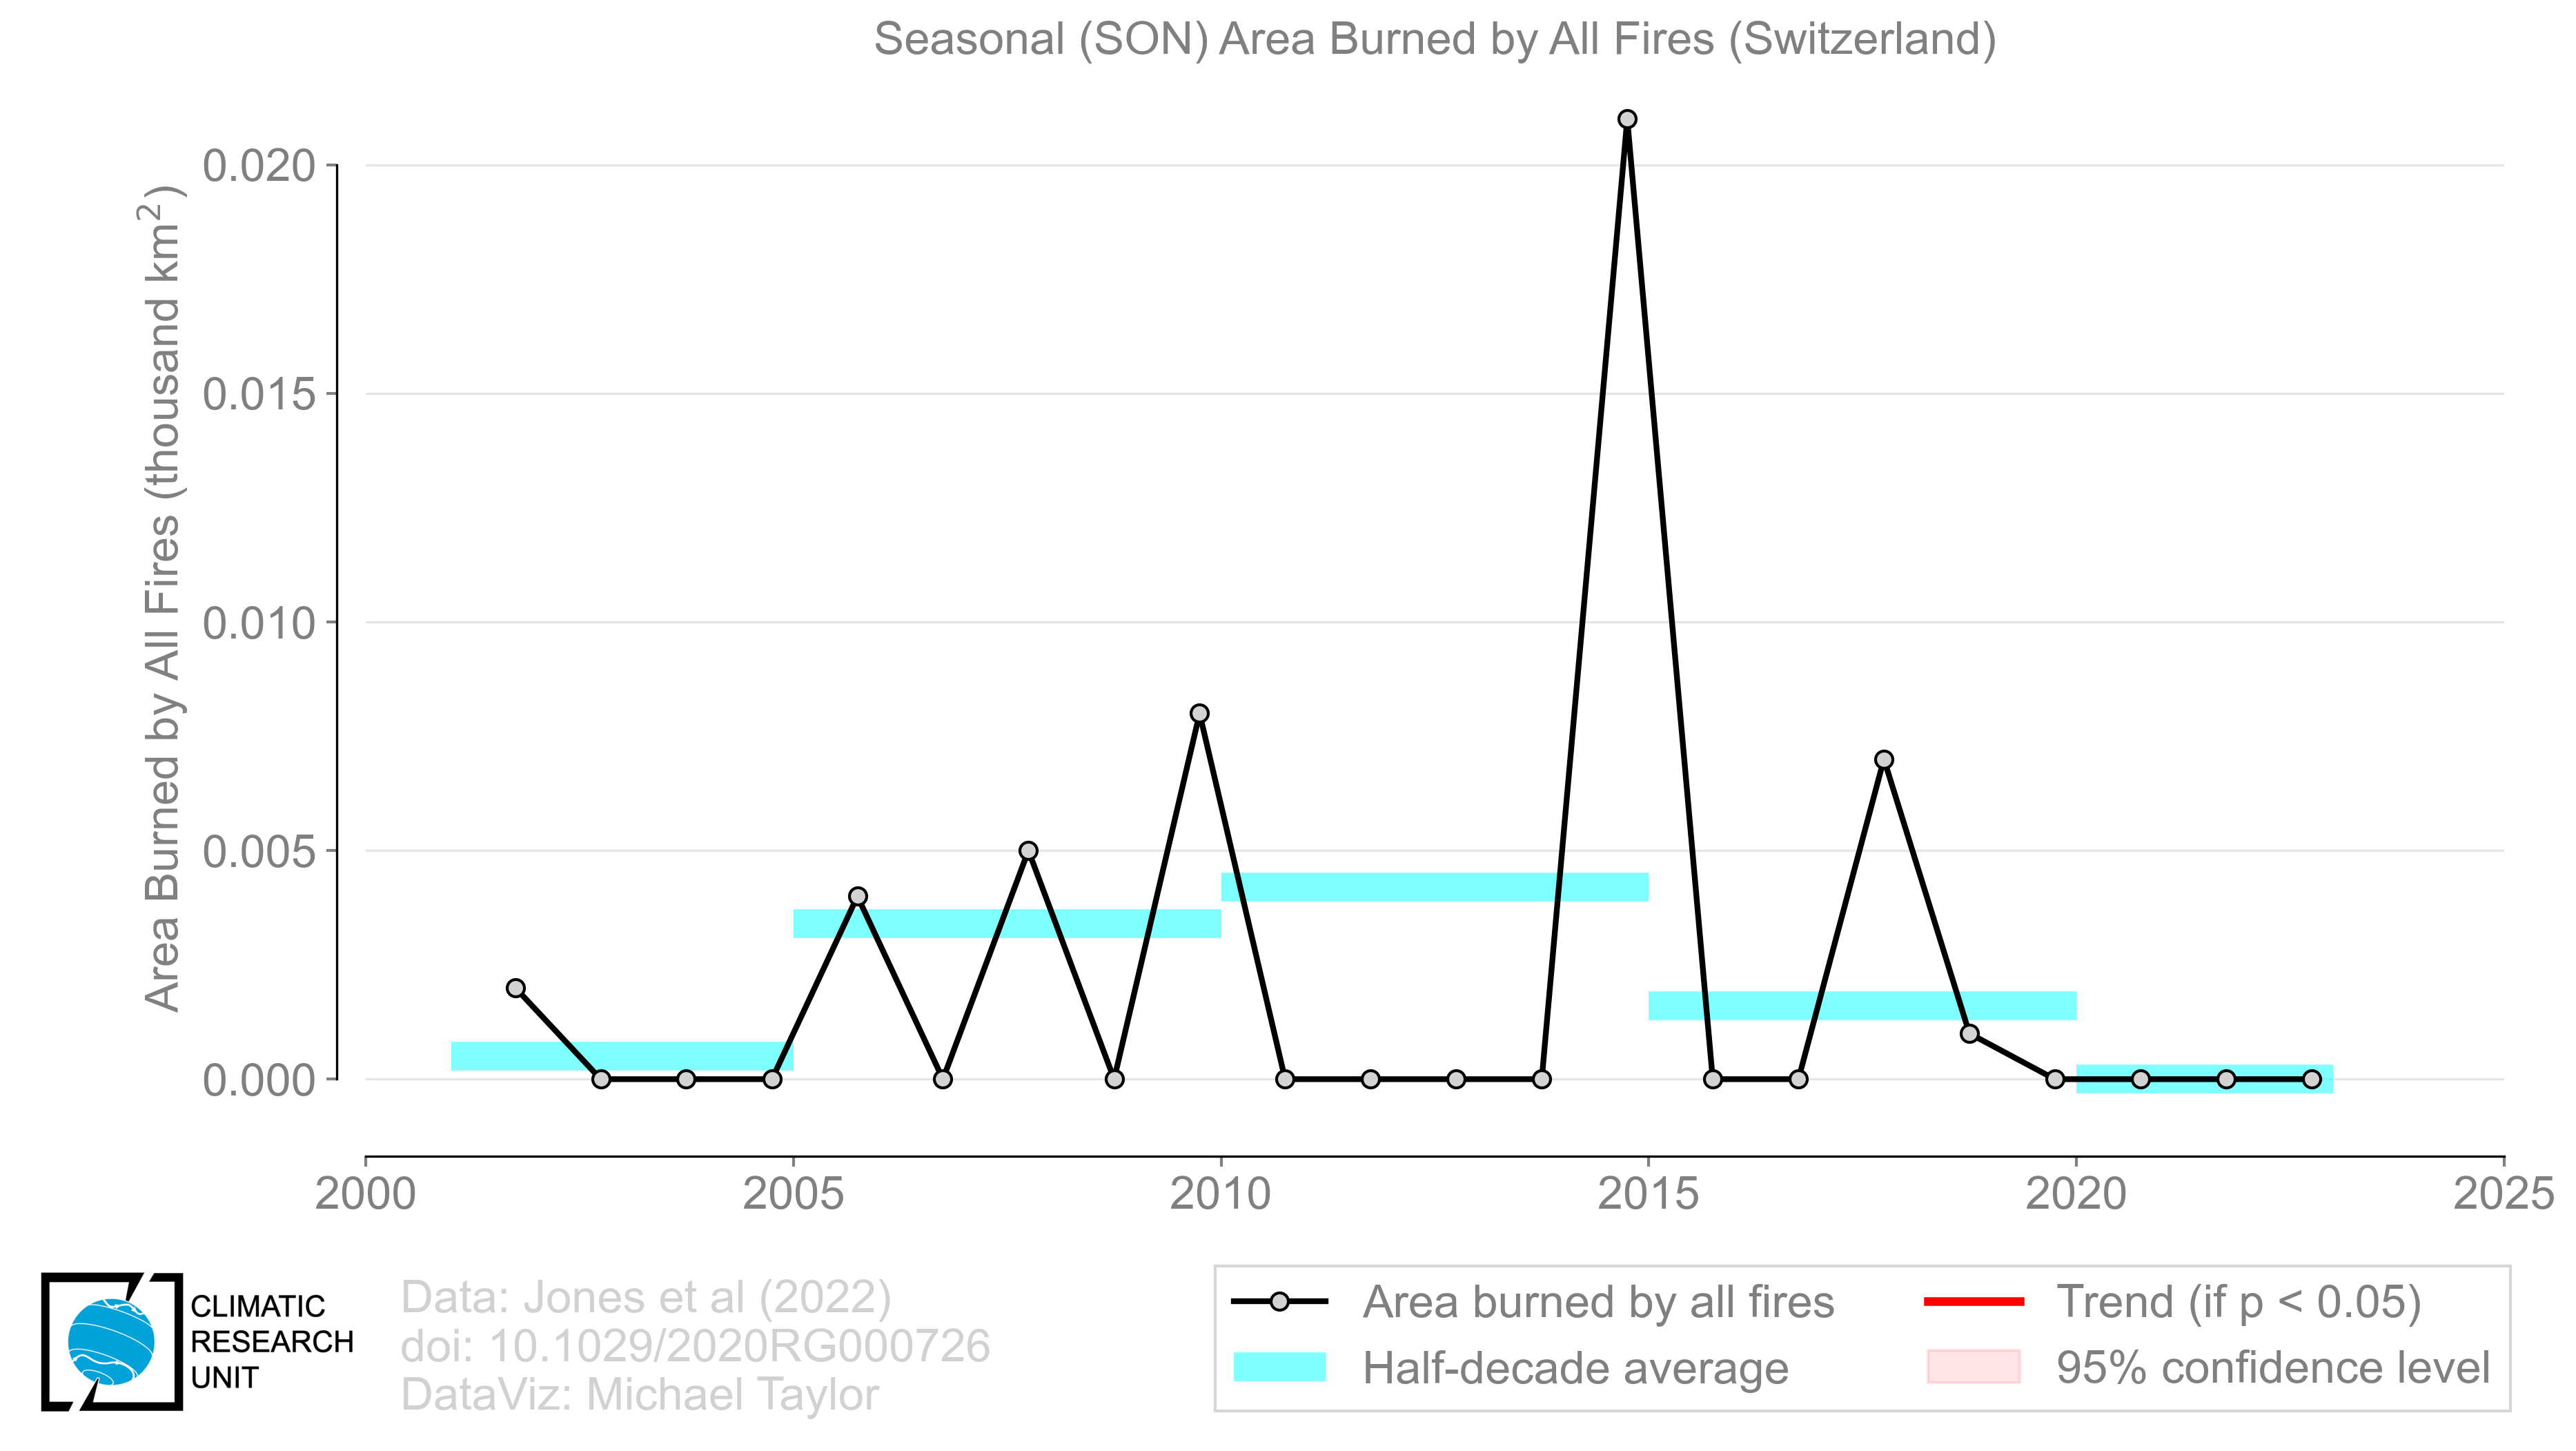 Seasonal (SON) Area Burned by All Fires (Switzerland)
Area Burned by All Fires (thousand km²)
0.020
0.015
0.010
0.005
0.000
2000 2005 2010 2015 2020 2025
CLIMATIC
RESEARCH
UNIT
Data: Jones et al (2022)
doi: 10.1029/2020RG000726
DataViz: Michael Taylor
Area burned by all fires
Half-decade average
Trend (if p < 0.05)
95% confidence level